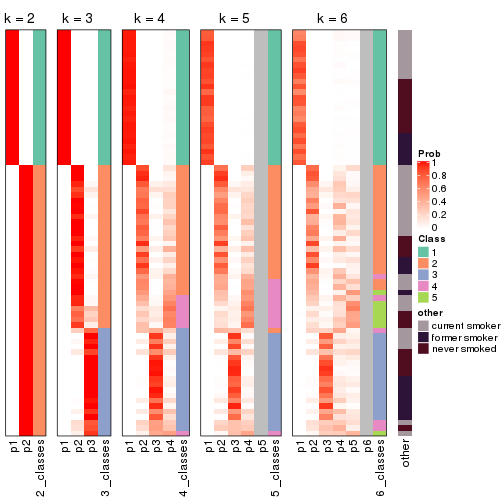 k = 2
k = 3
k = 4
k = 5
k = 6
Prob
1
0.8
0.6
0.4
0.2
0
Class
1
2
3
4
5
other
current smoker
former smoker
never smoked
p1
p2
2_classes
p1
p2
p3
3_classes
p1
p2
p3
p4
4_classes
p1
p2
p3
p4
p5
5_classes
p1
p2
p3
p4
p5
p6
6_classes
other